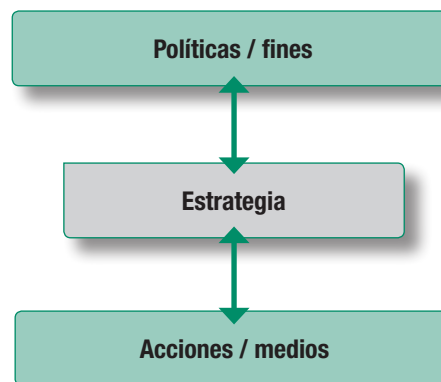 Políticas / fines
Estrategia
Acciones / medios